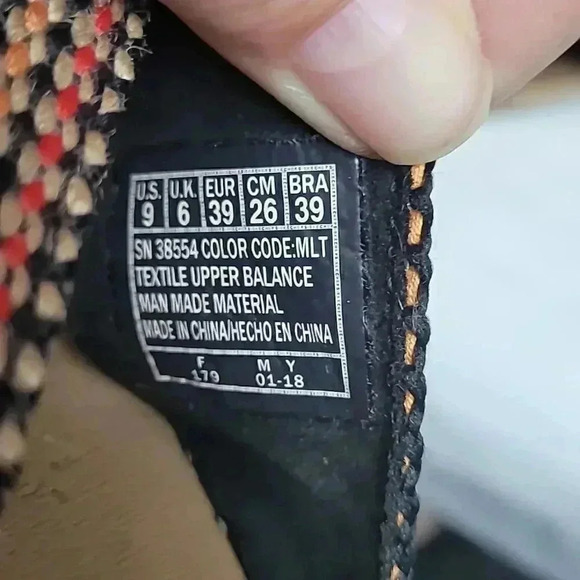 U.S. U.K. EUR CM BRA
9 6 39 26 39
SN 38554 COLOR CODE:MLT
TEXTILE UPPER BALANCE
MAN MADE MATERIAL
MADE IN CHINA/HECHO EN CHINA
F M Y
179 01-18